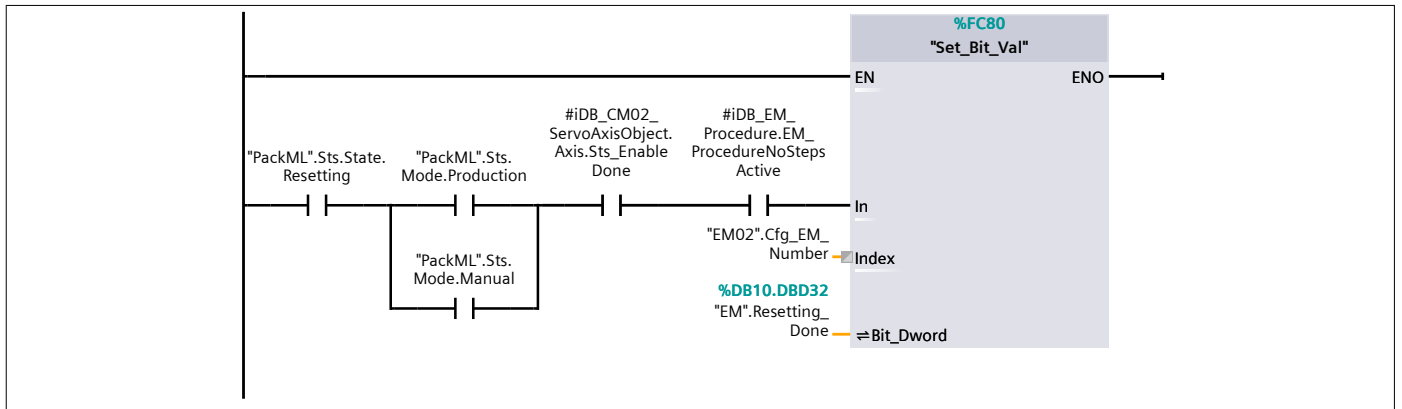 %FC80
"Set_Bit_Val"
EN
ENO
#iDB_CM02_
ServoAxisObject.
Axis.Sts_Enable
Done
#iDB_EM_
Procedure.EM_
ProcedureNoSteps
Active
"PackML".Sts.State.
Resetting
"PackML".Sts.
Mode.Production
In
"PackML".Sts.
Mode.Manual
"EM02".Cfg_EM_
Number
Index
%DB10.DBD32
"EM".Resetting_
Done
⇌Bit_Dword